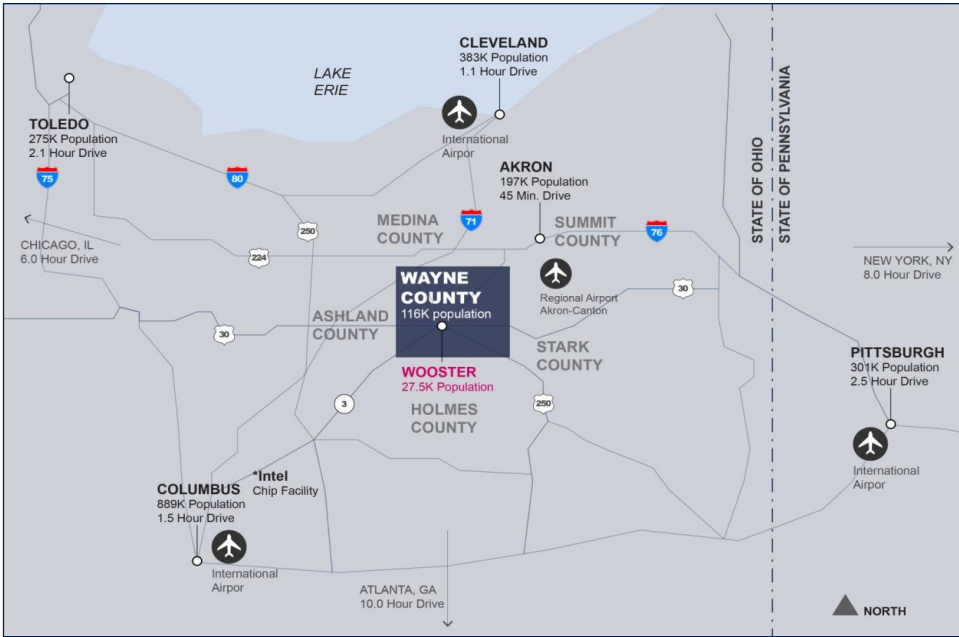 CLEVELAND
383K Population
1.1 Hour Drive
LAKE
ERIE
TOLEDO
275K Population
2.1 Hour Drive
International
Airpor
AKRON
197K Population
45 Min. Drive
STATE OF OHIO
STATE OF PENNSYLVANIA
75
80
250
71
76
MEDINA
COUNTY
SUMMIT
COUNTY
CHICAGO, IL
6.0 Hour Drive
224
NEW YORK, NY
8.0 Hour Drive
WAYNE
COUNTY
116K population
Regional Airport
Akron-Canton
30
ASHLAND
COUNTY
30
STARK
COUNTY
PITTSBURGH
301K Population
2.5 Hour Drive
WOOSTER
27.5K Population
3
HOLMES
COUNTY
250
International
Airpor
*Intel
Chip Facility
COLUMBUS
889K Population
1.5 Hour Drive
International
Airpor
ATLANTA, GA
10.0 Hour Drive
NORTH